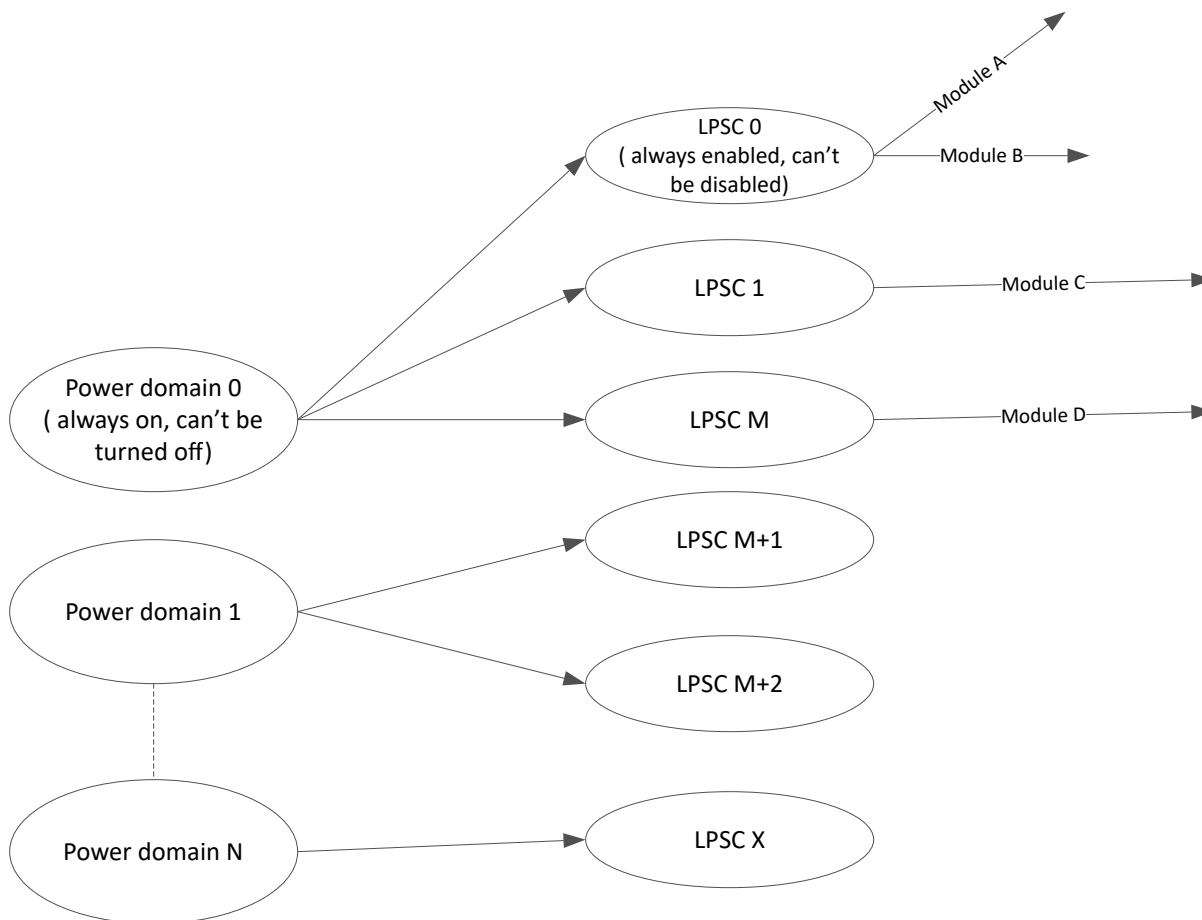 Module A
LPSC 0
( always enabled, can’t
be disabled)
Module B
LPSC 1
Module C
Power domain 0
( always on, can’t be
turned off)
LPSC M
Module D
LPSC M+1
Power domain 1
LPSC M+2
Power domain N
LPSC X